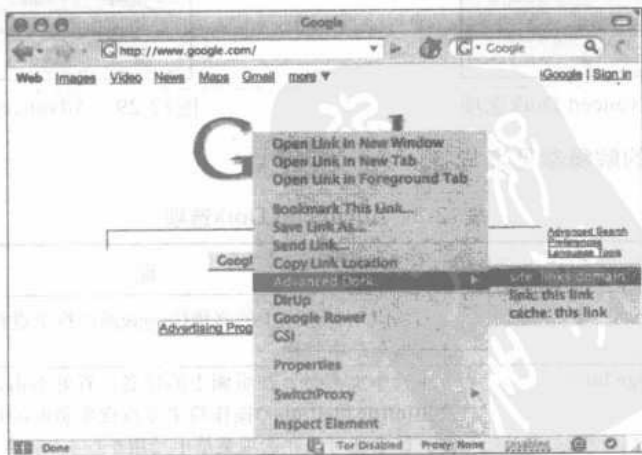 Google
http://www.google.com/
G • Google
Web Images Video News Maps Gmail more ▼
iGoogle | Sign in
G
Open Link in New Window
Open Link in New Tab
Open Link in Foreground Tab
Bookmark This Link...
Save Link As...
Send Link...
Copy Link Location
Advanced Dork:
DirUp
Google Rower
GSI
Properties
SwitchProxy
Inspect Element
site: links domain
link: this link
cache: this link
Advanced Search
Preferences
Language Tools
Googl
Advertising Prog
Done
Tor Disabled
Proxy: None
Disabling